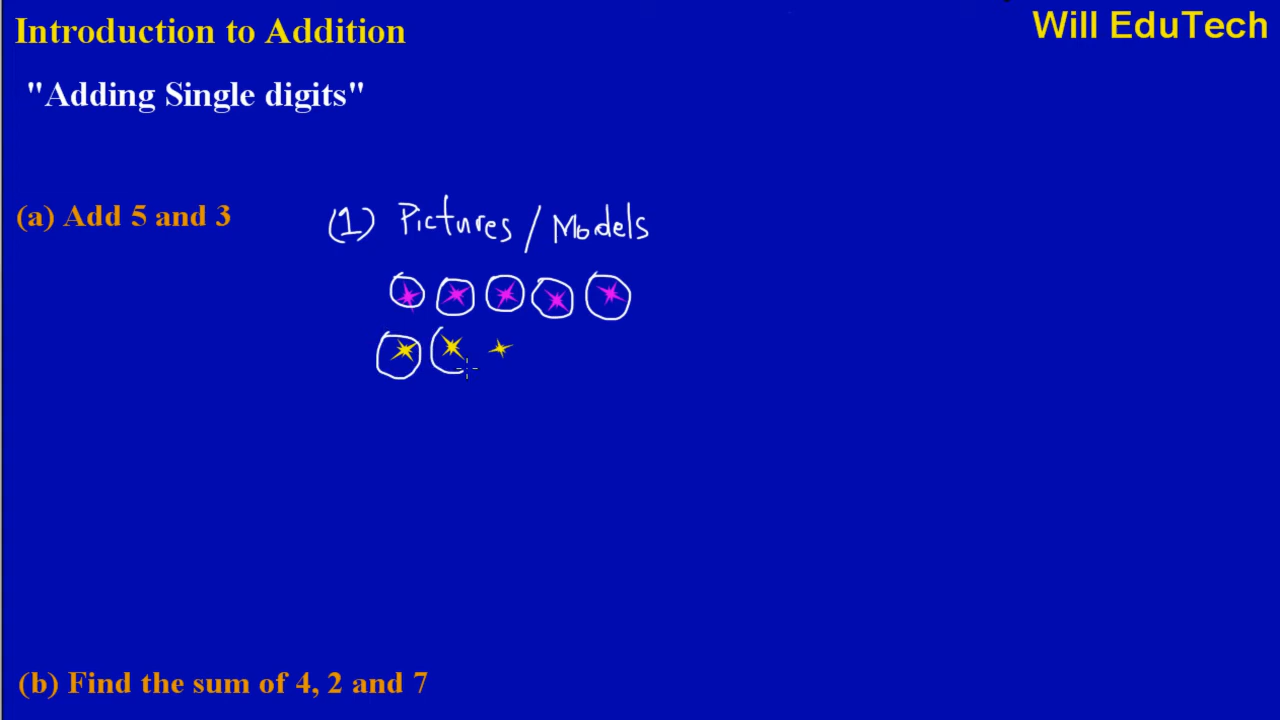 Introduction to Addition
Will EduTech
"Adding Single digits"
(a) Add 5 and 3
(1) Pictures / Models
(b) Find the sum of 4, 2 and 7